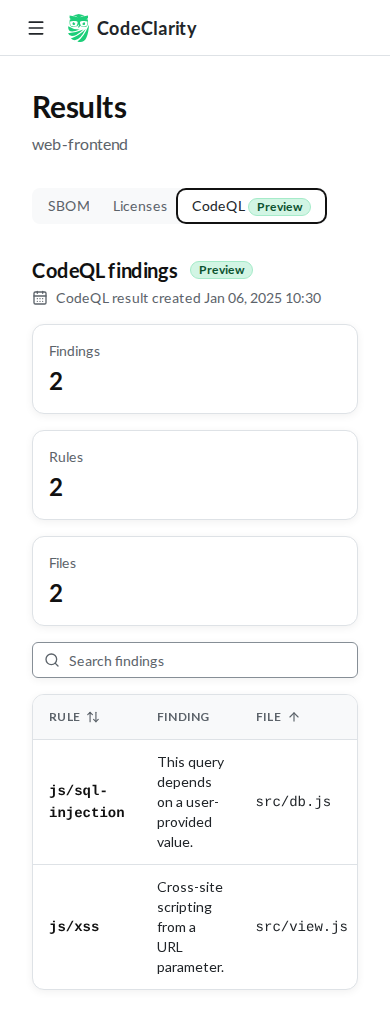 CodeClarity
Results
web-frontend
SBOM
Licenses
CodeQL Preview
CodeQL findings Preview
CodeQL result created Jan 06, 2025 10:30
Findings
2
Rules
2
Files
2
Search findings
RULE FINDING FILE
js/sql-
injection
This query
depends
on a user-
provided
value.
src/db.js
js/xss
Cross-site
scripting
from a
URL
parameter.
src/view.js